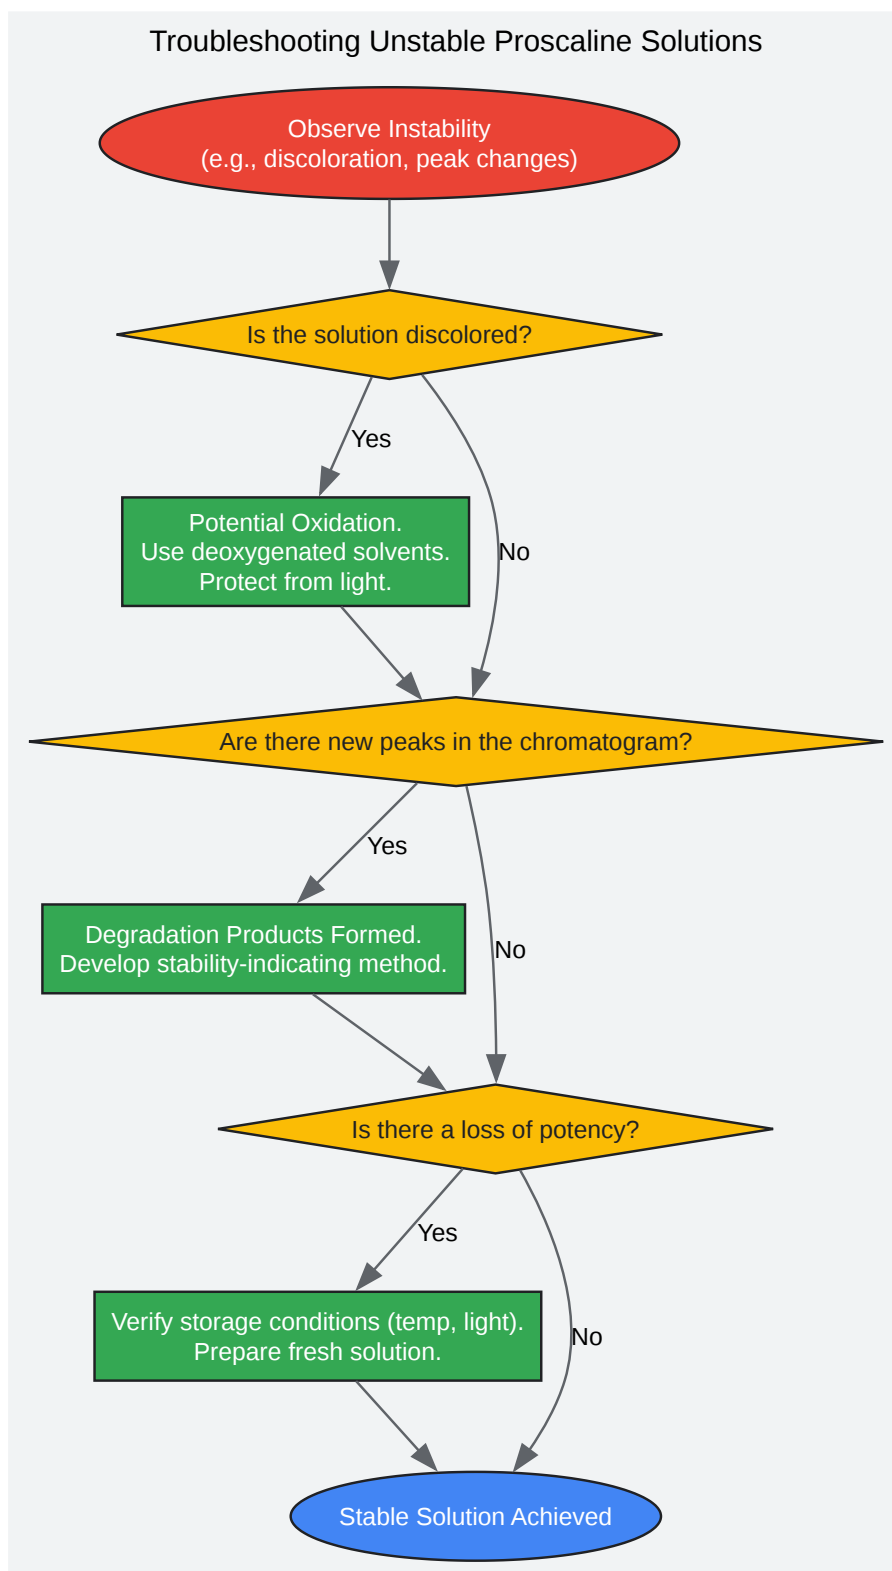 Troubleshooting Unstable Proscaline Solutions
Observe Instability
(e.g., discoloration, peak changes)
Is the solution discolored?
Yes
Potential Oxidation.
Use deoxygenated solvents.
Protect from light.
No
Are there new peaks in the chromatogram?
Yes
Degradation Products Formed.
Develop stability-indicating method.
No
Is there a loss of potency?
Yes
Verify storage conditions (temp, light).
Prepare fresh solution.
No
Stable Solution Achieved